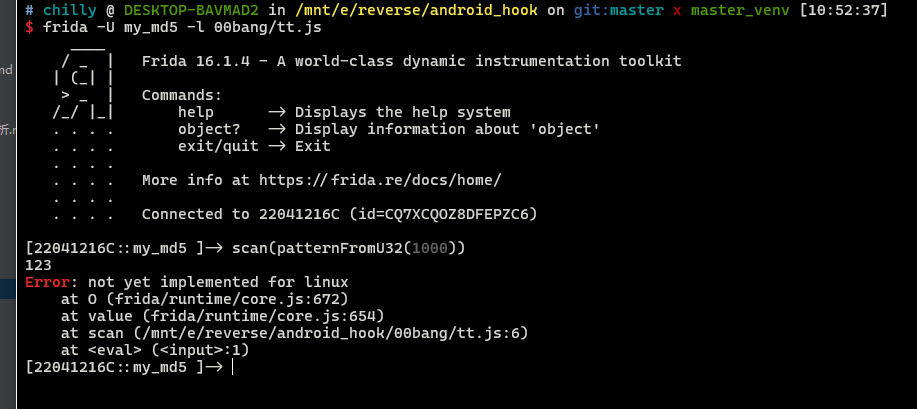 # chilly @ DESKTOP-BAVMAD2 in /mnt/e/reverse/android_hook on git:master x master_venv [10:52:37]
$ frida -U my_md5 -l 00bang/tt.js
     ____
    / _  |   Frida 16.1.4 - A world-class dynamic instrumentation toolkit
   | (_| |
    > _  |   Commands:
   /_/ |_|       help      -> Displays the help system
   . . . .       object?   -> Display information about 'object'
   . . . .       exit/quit -> Exit
   . . . .
   . . . .   More info at https://frida.re/docs/home/
   . . . .
   . . . .   Connected to 22041216C (id=CQ7XCQOZ8DFEPZC6)
[22041216C::my_md5 ]-> scan(patternFromU32(1000))
123
Error: not yet implemented for linux
    at O (frida/runtime/core.js:672)
    at value (frida/runtime/core.js:654)
    at scan (/mnt/e/reverse/android_hook/00bang/tt.js:6)
    at <eval> (<input>:1)
[22041216C::my_md5 ]->